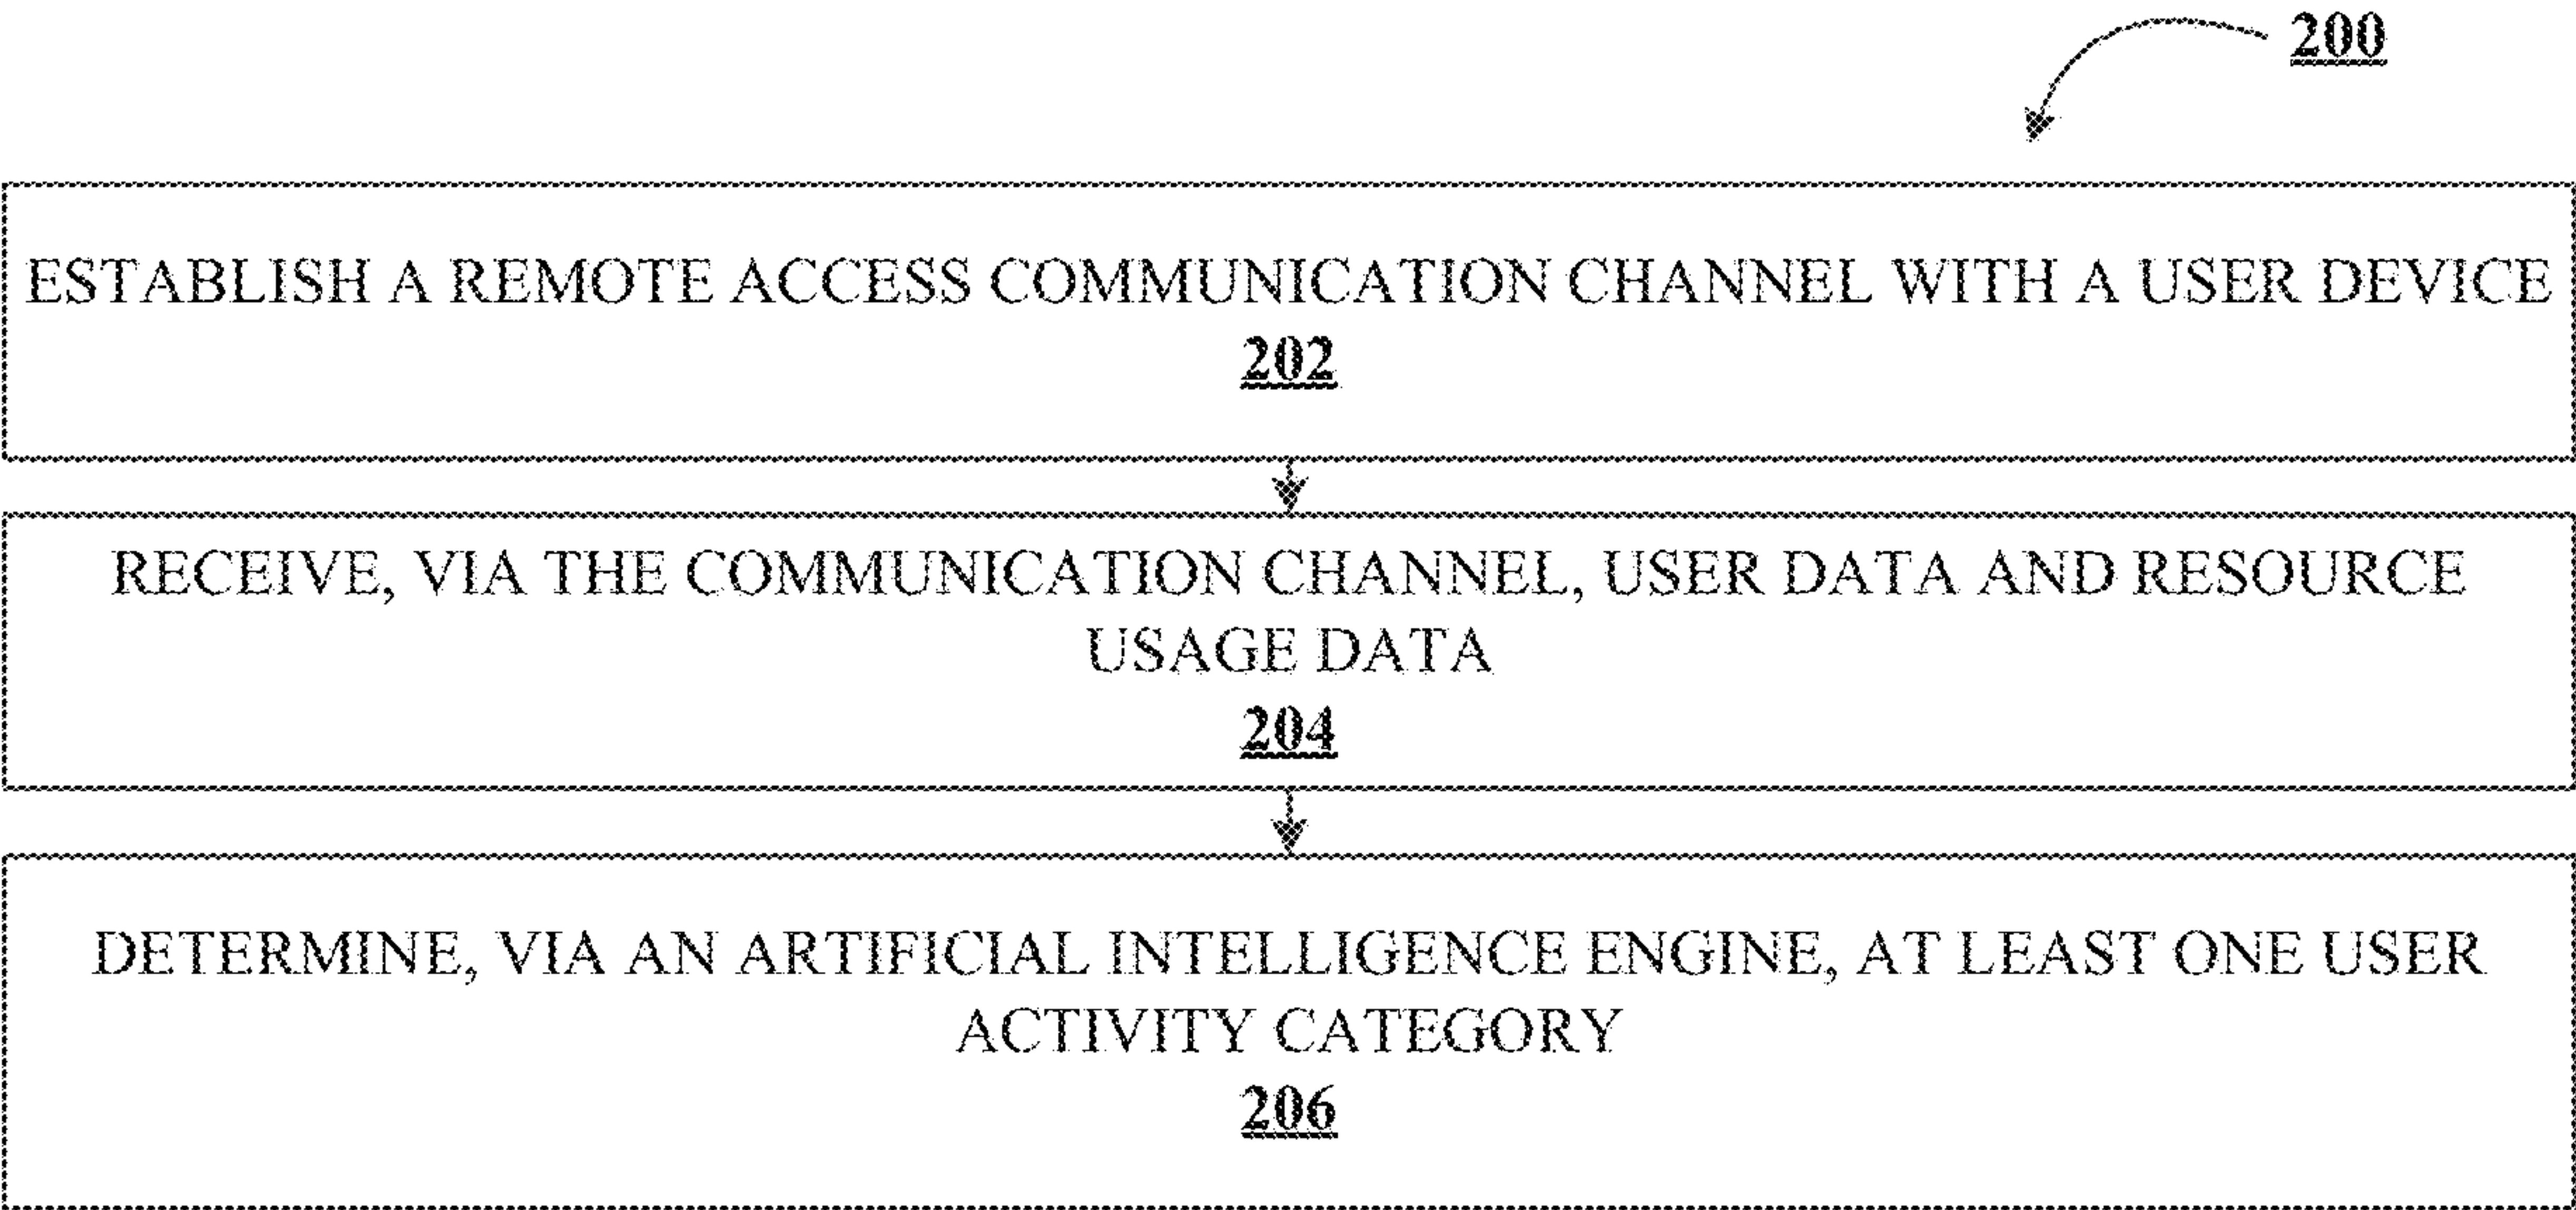 200
ESTABLISH A REMOTE ACCESS COMMUNICATION CHANNEL WITH A USER DEVICE
202
RECEIVE, VIA THE COMMUNICATION CHANNEL, USER DATA AND RESOURCE
USAGE DATA
204
DETERMINE, VIA AN ARTIFICIAL INTELLIGENCE ENGINE, AT LEAST ONE USER
ACTIVITY CATEGORY
206